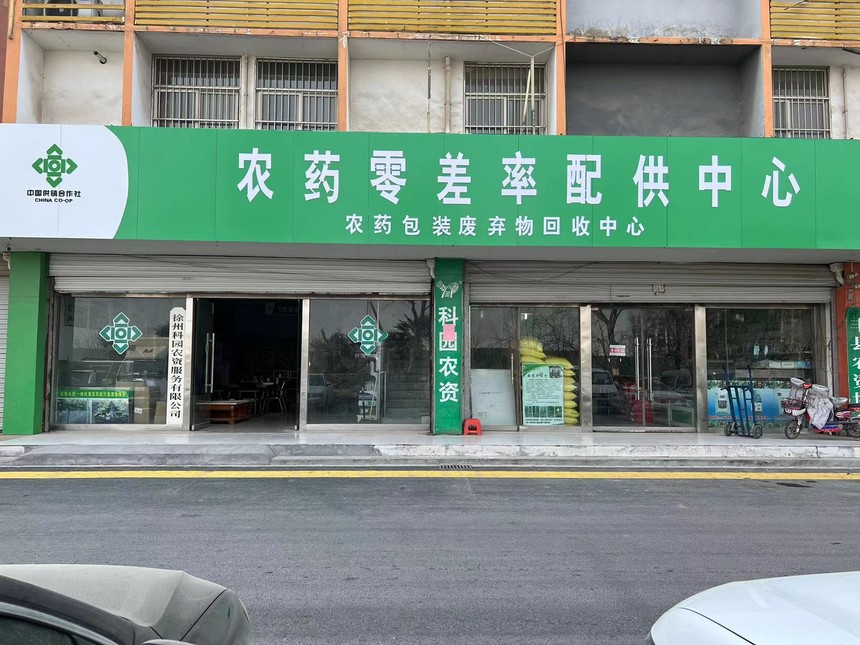 中国供销合作社
CHINA CO-OP
农药零差率配供中心
农药包装废弃物回收中心
徐州科园农资服务有限公司
科园农资